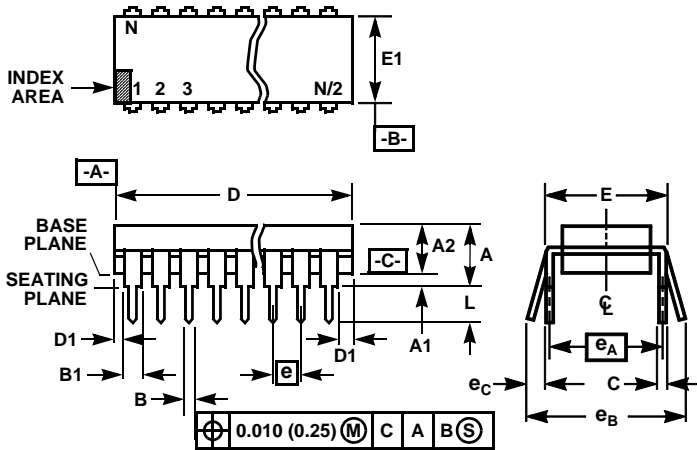 N
E1
INDEX
AREA
1 2 3 N/2
-B-
-A-
D
E
BASE
PLANE
A2
A
-C-
SEATING
PLANE
L
C
L
D1
A1
D1
e
eA
B1
eC
C
B
eB
0.010 (0.25) M C A B S